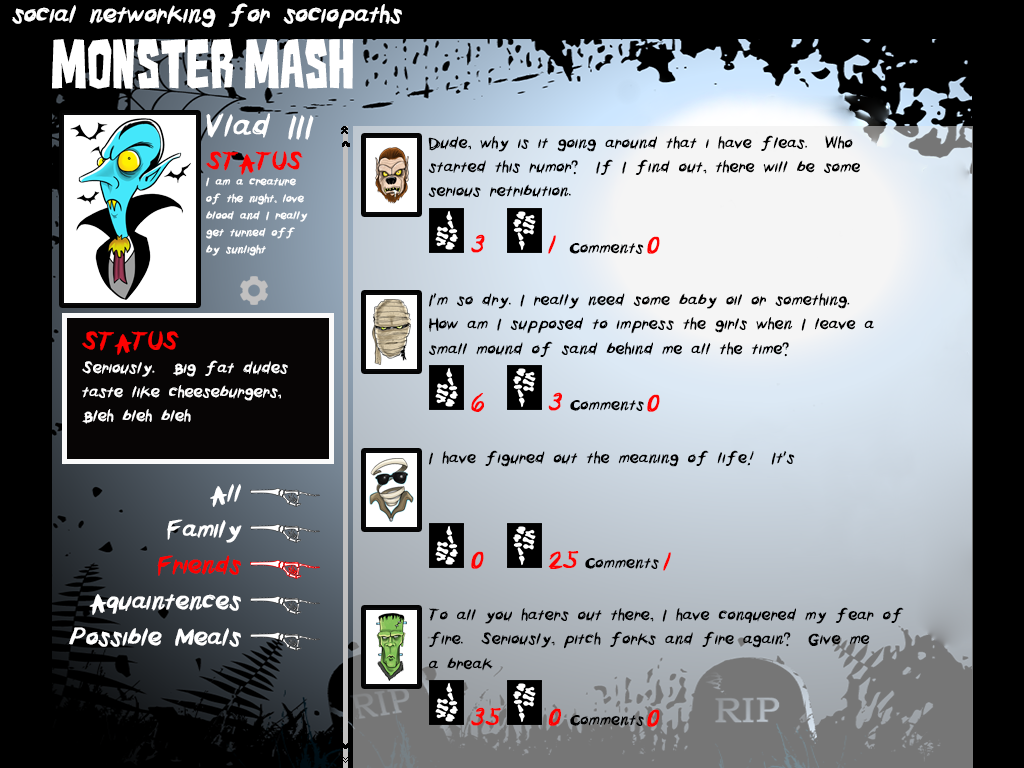 social networking for sociopaths
MONSTER MASH
Vlad III
STATUS
I am a creature
of the night, love
blood and I really
get turned off
by sunlight
STATUS
Seriously. Big fat dudes
taste like cheeseburgers,
Bleh bleh bleh
All
Family
Friends
Aquaintences
Possible Meals
Dude, why is it going around that i have fleas. Who
started this rumor? If I find out, there will be some
serious retribution.
3 1 Comments 0
I'm so dry. I really need some baby oil or something.
How am I supposed to impress the girls when I leave a
small mound of sand behind me all the time?
6 3 Comments 0
I have figured out the meaning of life! It's
0 25 Comments 1
To all you haters out there, I have conquered my fear of
fire. Seriously, pitch forks and fire again? Give me
a break
35 0 Comments 0
RIP
RIP